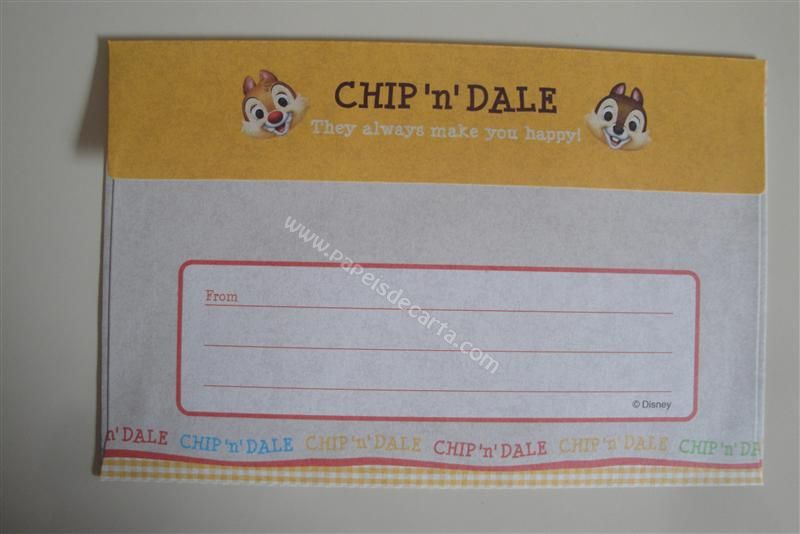 CHIP 'n' DALE
They always make you happy!
www.papeisdecarta.com
From
© Disney
'n' DALE CHIP 'n' DALE CHIP 'n' DALE CHIP 'n' DALE CHIP 'n' DALE CHIP 'n' DA